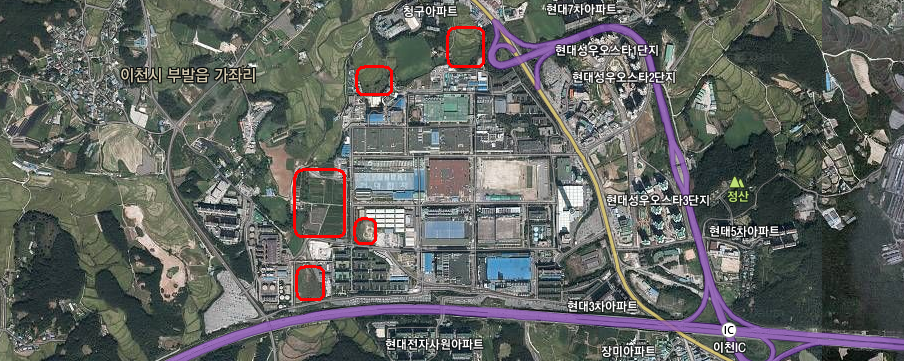 청구아파트
현대7차아파트
현대성우오스타1단지
이천시 부발읍 가좌리
현대성우오스타2단지
정산
현대성우오스타3단지
현대5차아파트
현대3차아파트
IC
이천IC
현대전자사원아파트
장미아파트